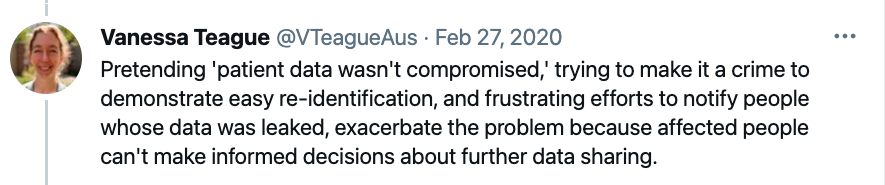 Vanessa Teague @VTeagueAus · Feb 27, 2020
Pretending 'patient data wasn't compromised,' trying to make it a crime to
demonstrate easy re-identification, and frustrating efforts to notify people
whose data was leaked, exacerbate the problem because affected people
can't make informed decisions about further data sharing.